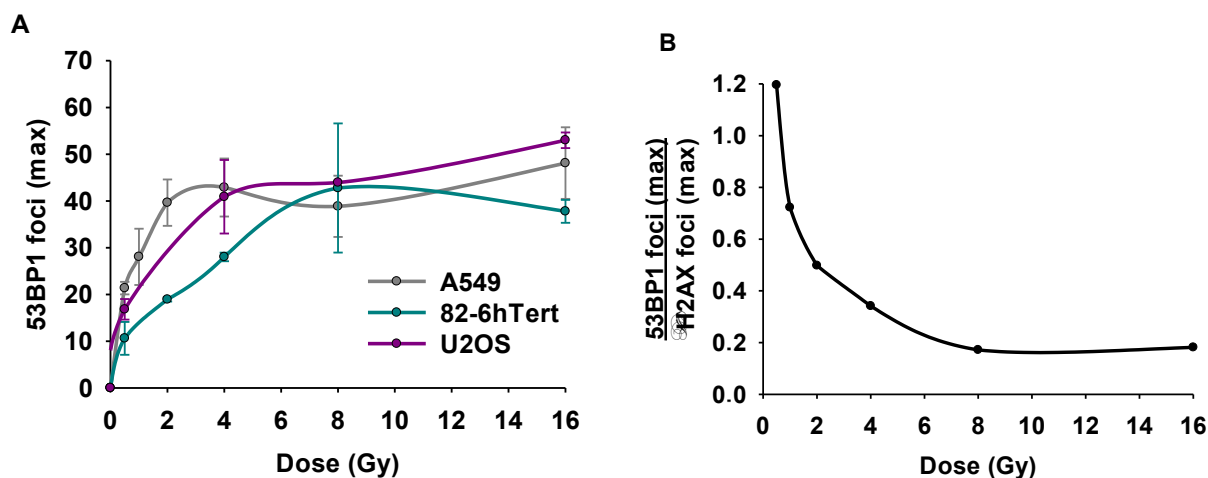 A
53BP1 foci (max)
70
60
50
40
30
20
10
0
0 2 4 6 8 10 12 14 16
Dose (Gy)
A549
82-6hTert
U2OS
B
53BP1 foci (max)
H2AX foci (max)
1.2
1.0
0.8
0.6
0.4
0.2
0.0
0 2 4 6 8 10 12 14 16
Dose (Gy)